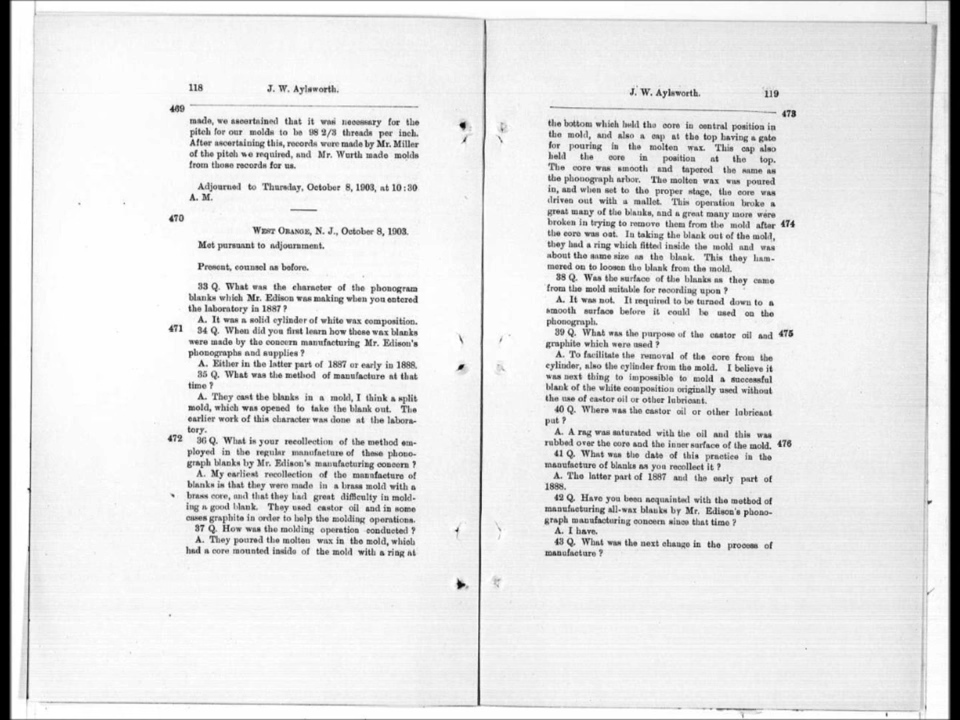 118 J. W. Aylsworth.
469
made, we ascertained that it was necessary for the
pitch for our molds to be 98 2/3 threads per inch.
After ascertaining this, records were made by Mr. Miller
of the pitch we required, and Mr. Wurth made molds
from those records for us.
Adjourned to Thursday, October 8, 1903, at 10:30
A. M.
470
WEST ORANGE, N. J., October 8, 1903.
Met pursuant to adjournment.
Present, counsel as before.
33 Q. What was the character of the phonogram
blanks which Mr. Edison was making when you entered
the laboratory in 1887 ?
A. It was a solid cylinder of white wax composition.
471 34 Q. When did you first learn how these wax blanks
were made by the concern manufacturing Mr. Edison's
phonographs and supplies ?
A. Either in the latter part of 1887 or early in 1888.
35 Q. What was the method of manufacture at that
time ?
A. They cast the blanks in a mold, I think a split
mold, which was opened to take the blank out. The
earlier work of this character was done at the labora-
tory.
472 36 Q. What is your recollection of the method em-
ployed in the regular manufacture of these phono-
graph blanks by Mr. Edison's manufacturing concern ?
A. My earliest recollection of the manufacture of
blanks is that they were made in a brass mold with a
brass core, and that they had great difficulty in mold-
ing a good blank. They used castor oil and in some
cases graphite in order to help the molding operations.
37 Q. How was the molding operation conducted ?
A. They poured the molten wax in the mold, which
had a core mounted inside of the mold with a ring at
J. W. Aylsworth. 119
473
the bottom which held the core in central position in
the mold, and also a cap at the top having a gate
for pouring in the molten wax. This cap also
held the core in position at the top.
The core was smooth and tapered the same as
the phonograph arbor. The molten wax was poured
in, and when set to the proper stage, the core was
driven out with a mallet. This operation broke a
great many of the blanks, and a great many more were
broken in trying to remove them from the mold after 474
the core was out. In taking the blank out of the mold,
they had a ring which fitted inside the mold and was
about the same size as the blank. This they ham-
mered on to loosen the blank from the mold.
38 Q. Was the surface of the blanks as they came
from the mold suitable for recording upon ?
A. It was not. It required to be turned down to a
smooth surface before it could be used on the
phonograph.
39 Q. What was the purpose of the castor oil and 475
graphite which were used ?
A. To facilitate the removal of the core from the
cylinder, also the cylinder from the mold. I believe it
was next thing to impossible to mold a successful
blank of the white composition originally used without
the use of castor oil or other lubricant.
40 Q. Where was the castor oil or other lubricant
put ?
A. A rag was saturated with the oil and this was
rubbed over the core and the inner surface of the mold. 476
41 Q. What was the date of this practice in the
manufacture of blanks as you recollect it ?
A. The latter part of 1887 and the early part of
1888.
42 Q. Have you been acquainted with the method of
manufacturing all-wax blanks by Mr. Edison's phono-
graph manufacturing concern since that time ?
A. I have.
43 Q. What was the next change in the process of
manufacture ?